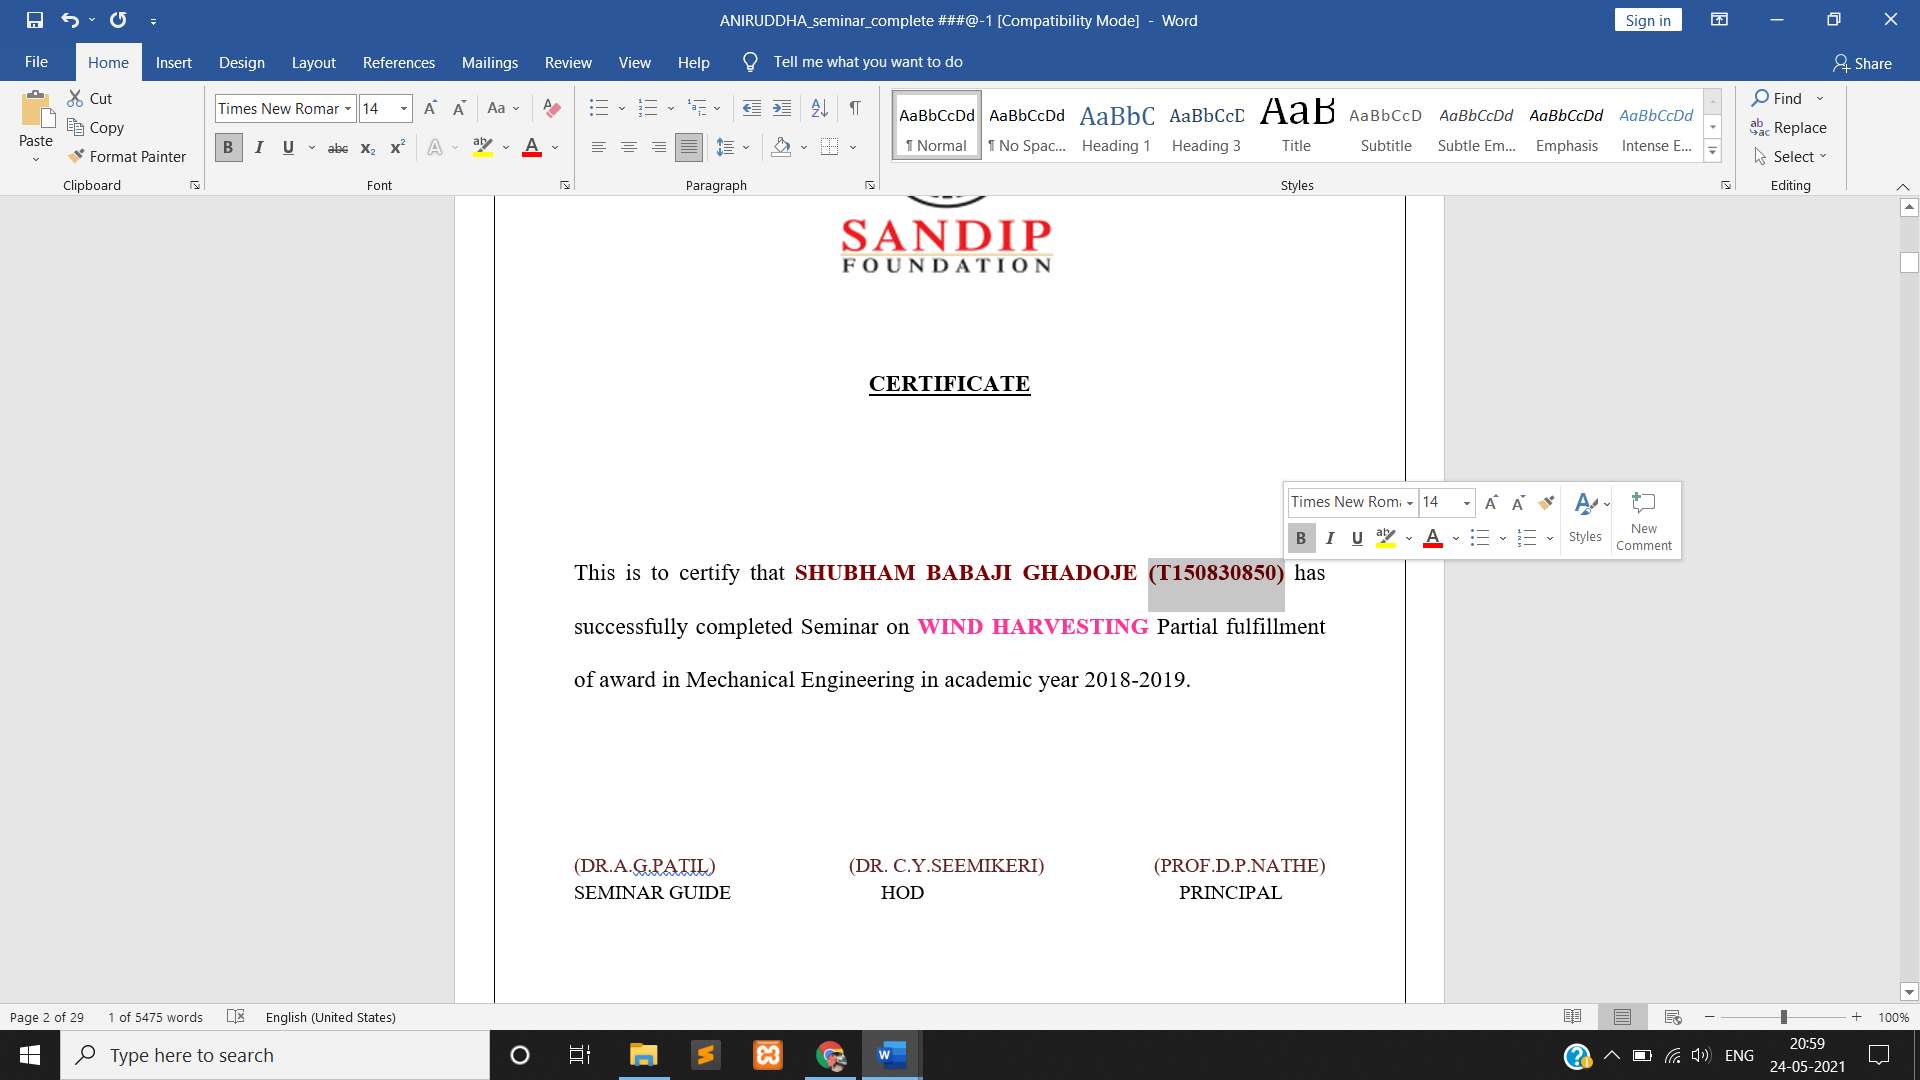 ANIRUDDHA_seminar_complete ###@-1 [Compatibility Mode] - Word
Sign in
File Home Insert Design Layout References Mailings Review View Help Tell me what you want to do Share
Paste
Cut
Copy
Format Painter
Clipboard
Times New Romar 14
Font
Paragraph
AaBbCcDd AaBbCcDd AaBbC AaBbCcD AaB AaBbCcD AaBbCcDd AaBbCcDd AaBbCcDd
¶ Normal ¶ No Spac... Heading 1 Heading 3 Title Subtitle Subtle Em... Emphasis Intense E...
Styles
Find
Replace
Select
Editing
SANDIP
FOUNDATION
CERTIFICATE
Times New Roma 14
B I U
Styles
New
Comment
This is to certify that SHUBHAM BABAJI GHADOJE (T150830850) has
successfully completed Seminar on WIND HARVESTING Partial fulfillment
of award in Mechanical Engineering in academic year 2018-2019.
(DR.A.G.PATIL) (DR. C.Y.SEEMIKERI) (PROF.D.P.NATHE)
SEMINAR GUIDE HOD PRINCIPAL
Page 2 of 29 1 of 5475 words English (United States) 100%
Type here to search
ENG
20:59
24-05-2021